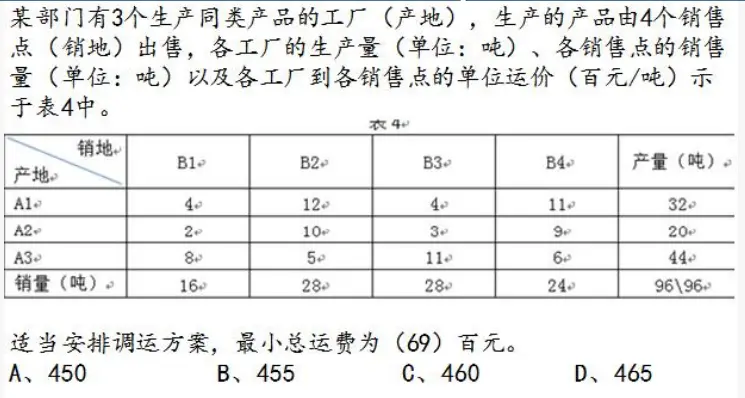 某部门有3个生产同类产品的工厂（产地），生产的产品由4个销售
点（销地）出售，各工厂的生产量（单位：吨）、各销售点的销售
量（单位：吨）以及各工厂到各销售点的单位运价（百元/吨）示
于表4中。
表4
销地 产地 B1 B2 B3 B4 产量（吨）
A1 4 12 4 11 32
A2 2 10 3 9 20
A3 8 5 11 6 44
销量（吨） 16 28 28 24 96\96
适当安排调运方案，最小总运费为（69）百元。
A、450 B、455 C、460 D、465